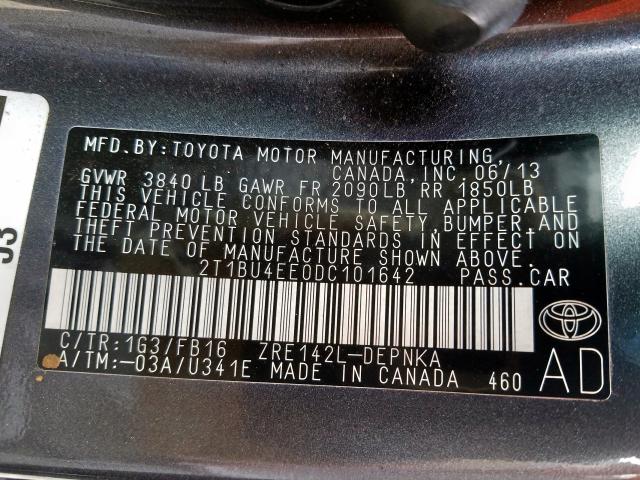 MFD. BY: TOYOTA MOTOR MANUFACTURING,
CANADA, INC. 06/13
GVWR 3840 LB GAWR FR 2090LB, RR 1850LB
THIS VEHICLE CONFORMS TO ALL APPLICABLE
FEDERAL MOTOR VEHICLE SAFETY, BUMPER, AND
THEFT PREVENTION STANDARDS IN EFFECT ON
THE DATE OF MANUFACTURE SHOWN ABOVE.
2T1BU4EE0DC101642 PASS. CAR
C/TR:1G3/FB16 ZRE142L-DEPNKA
A/TM:-03A/U341E MADE IN CANADA 460
AD